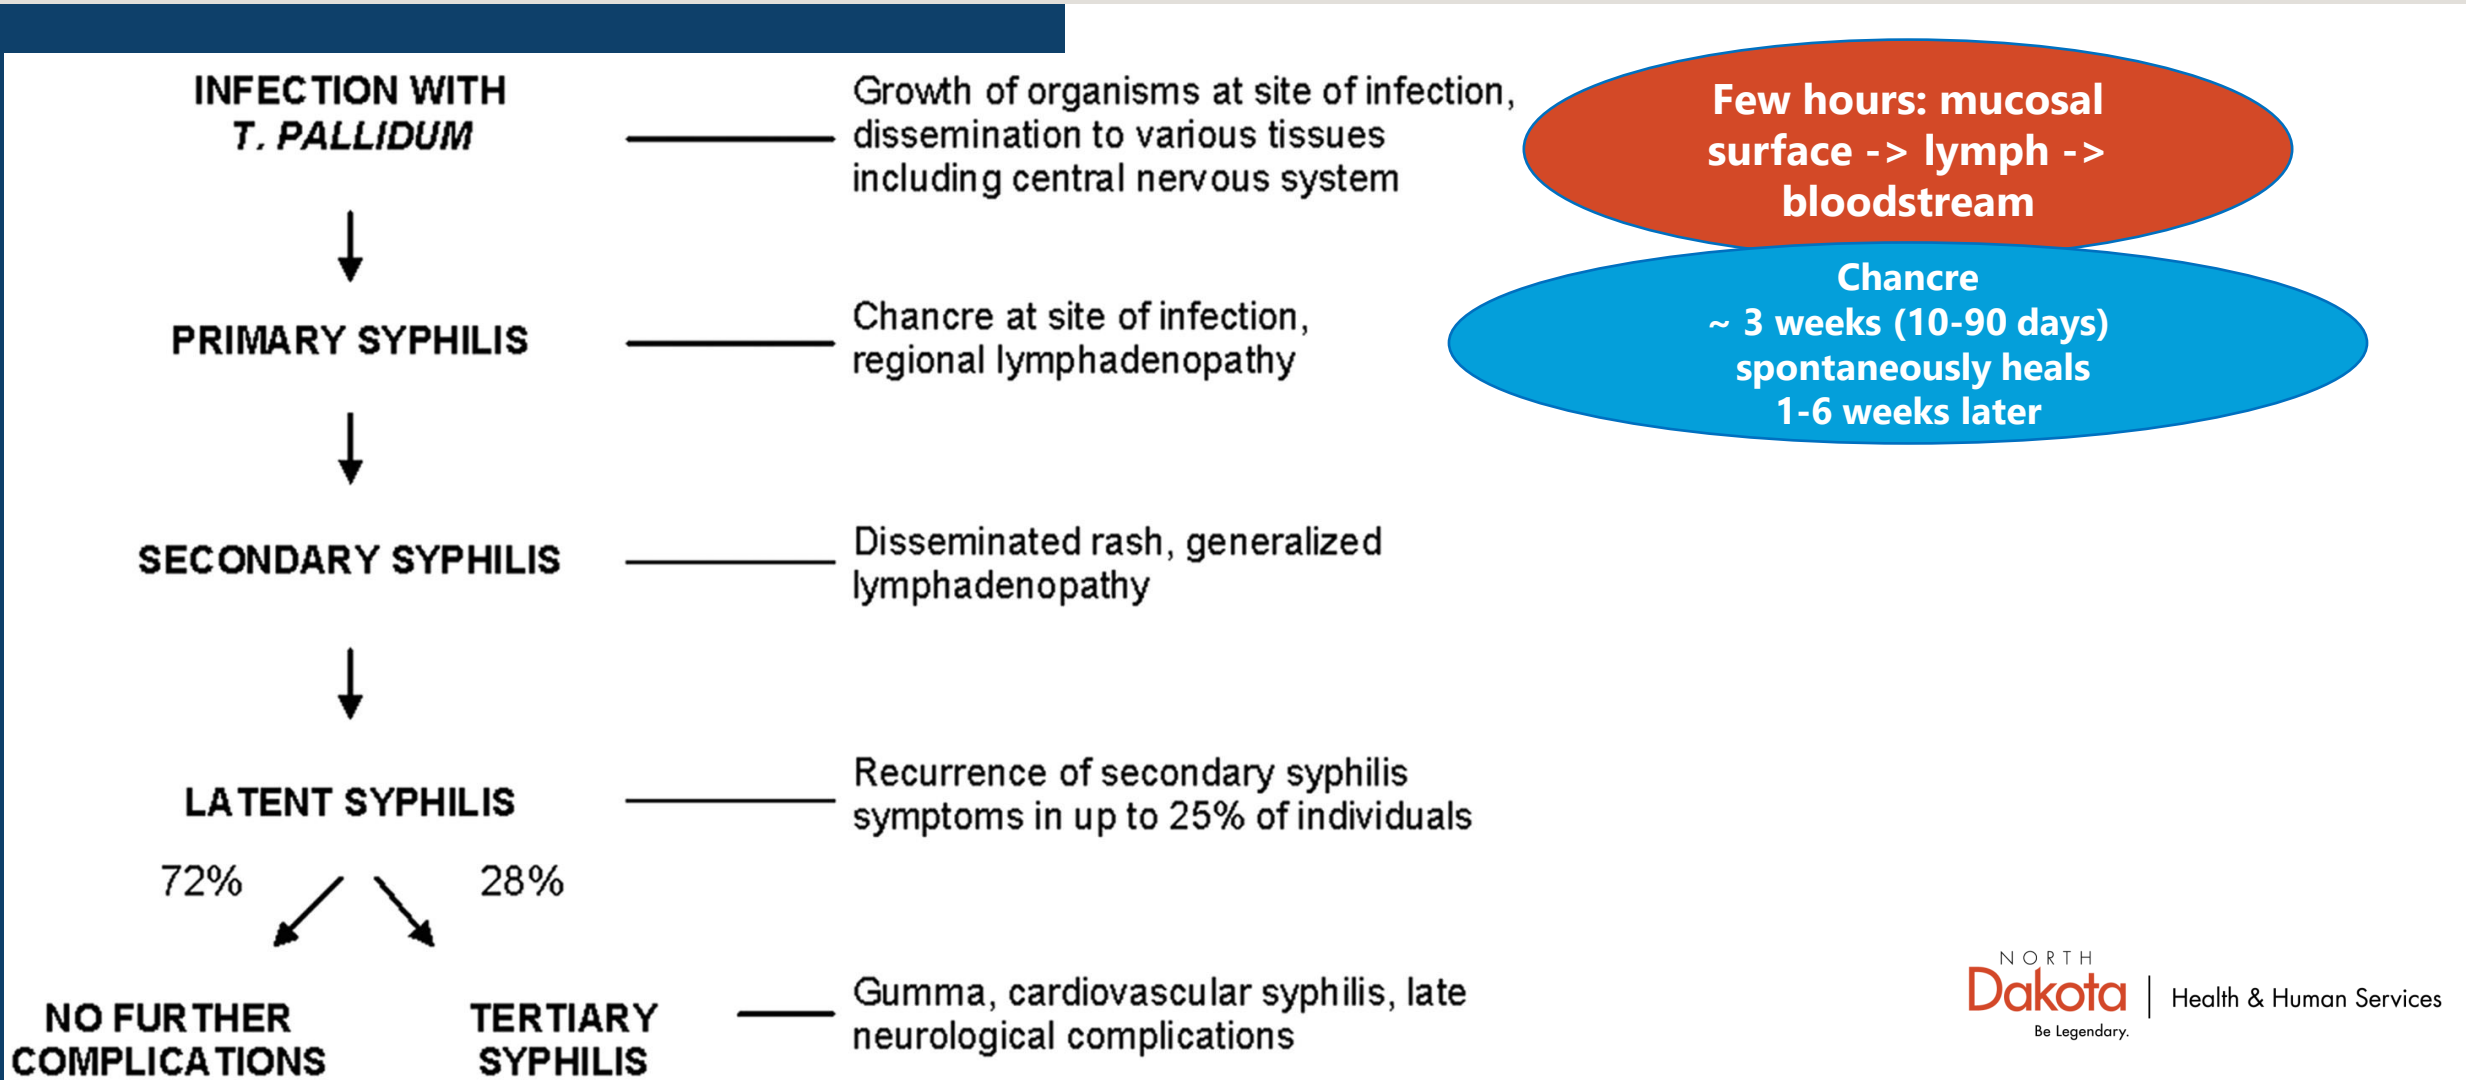 INFECTION WITH
T. PALLIDUM
Growth of organisms at site of infection,
dissemination to various tissues
including central nervous system
Few hours: mucosal
surface -> lymph ->
bloodstream
PRIMARY SYPHILIS
Chancre at site of infection,
regional lymphadenopathy
Chancre
~ 3 weeks (10-90 days)
spontaneously heals
1-6 weeks later
SECONDARY SYPHILIS
Disseminated rash, generalized
lymphadenopathy
LATENT SYPHILIS
Recurrence of secondary syphilis
symptoms in up to 25% of individuals
72%
28%
NO FURTHER
COMPLICATIONS
TERTIARY
SYPHILIS
Gumma, cardiovascular syphilis, late
neurological complications
NORTH
Dakota
Be Legendary.
Health & Human Services